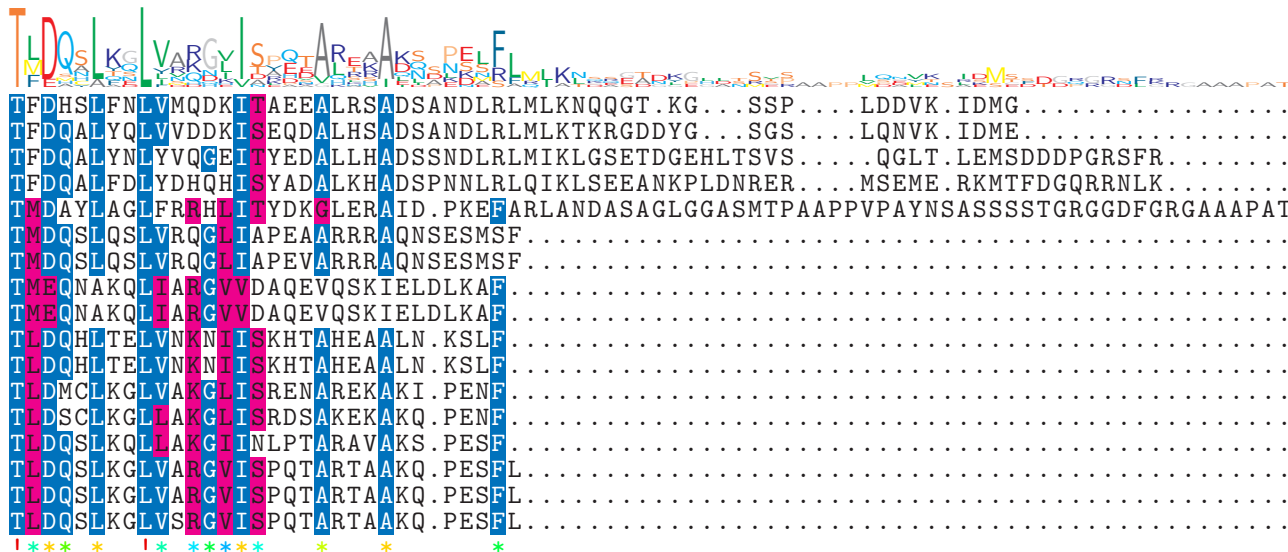 TFDHSLFNLVMQDKITAEEALRSADSANDLRLMLKNQQGT.KG...SSP....LDDVK.IDMG.................
TFDQALYQLVVDDKISEQDALHSADSANDLRLMLKTKRGDDYG...SGS....LQNVK.IDME.................
TFDQALYNLYVQGEITYEDALLHADSSNDLRLMIKLGSETDGEHLTSVS.....QGLT.LEMSDDDPGRSFR........
TFDQALFDLYDHQHISYADALKHADSPNNLRLQIKLSEEANKPLDNRER....MSEME.RKMTFDGQRRNLK........
TMDAYLAGLFRRHLITYDKGLERAID.PKEFARLANDASAGLGGASMTPAAPPVPAYNSASSSSTGRGGDFGRGAAAPAT
TMDQSLQSLVRQGLIAPEAARRRAQNSESMSF................................................
TMDQSLQSLVRQGLIAPEVARRRAQNSESMSF................................................
TMEQNAKQLIARGVVDAQEVQSKIELDLKAF.................................................
TMEQNAKQLIARGVVDAQEVQSKIELDLKAF.................................................
TLDQHLTELVNKNIISKHTAHEAALN.KSLF.................................................
TLDQHLTELVNKNIISKHTAHEAALN.KSLF.................................................
TLDMCLKGLVAKGLISRENAREKAKI.PENF.................................................
TLDSCLKGLLAKGLISRDSAKEKAKQ.PENF.................................................
TLDQSLKQLLAKGIINLPTARAVAKS.PESF.................................................
TLDQSLKGLVARGVISPQTARTAAKQ.PESFL................................................
TLDQSLKGLVARGVISPQTARTAAKQ.PESFL................................................
TLDQSLKGLVSRGVISPQTARTAAKQ.PESFL................................................
!*** *  !* *****   *   *      *